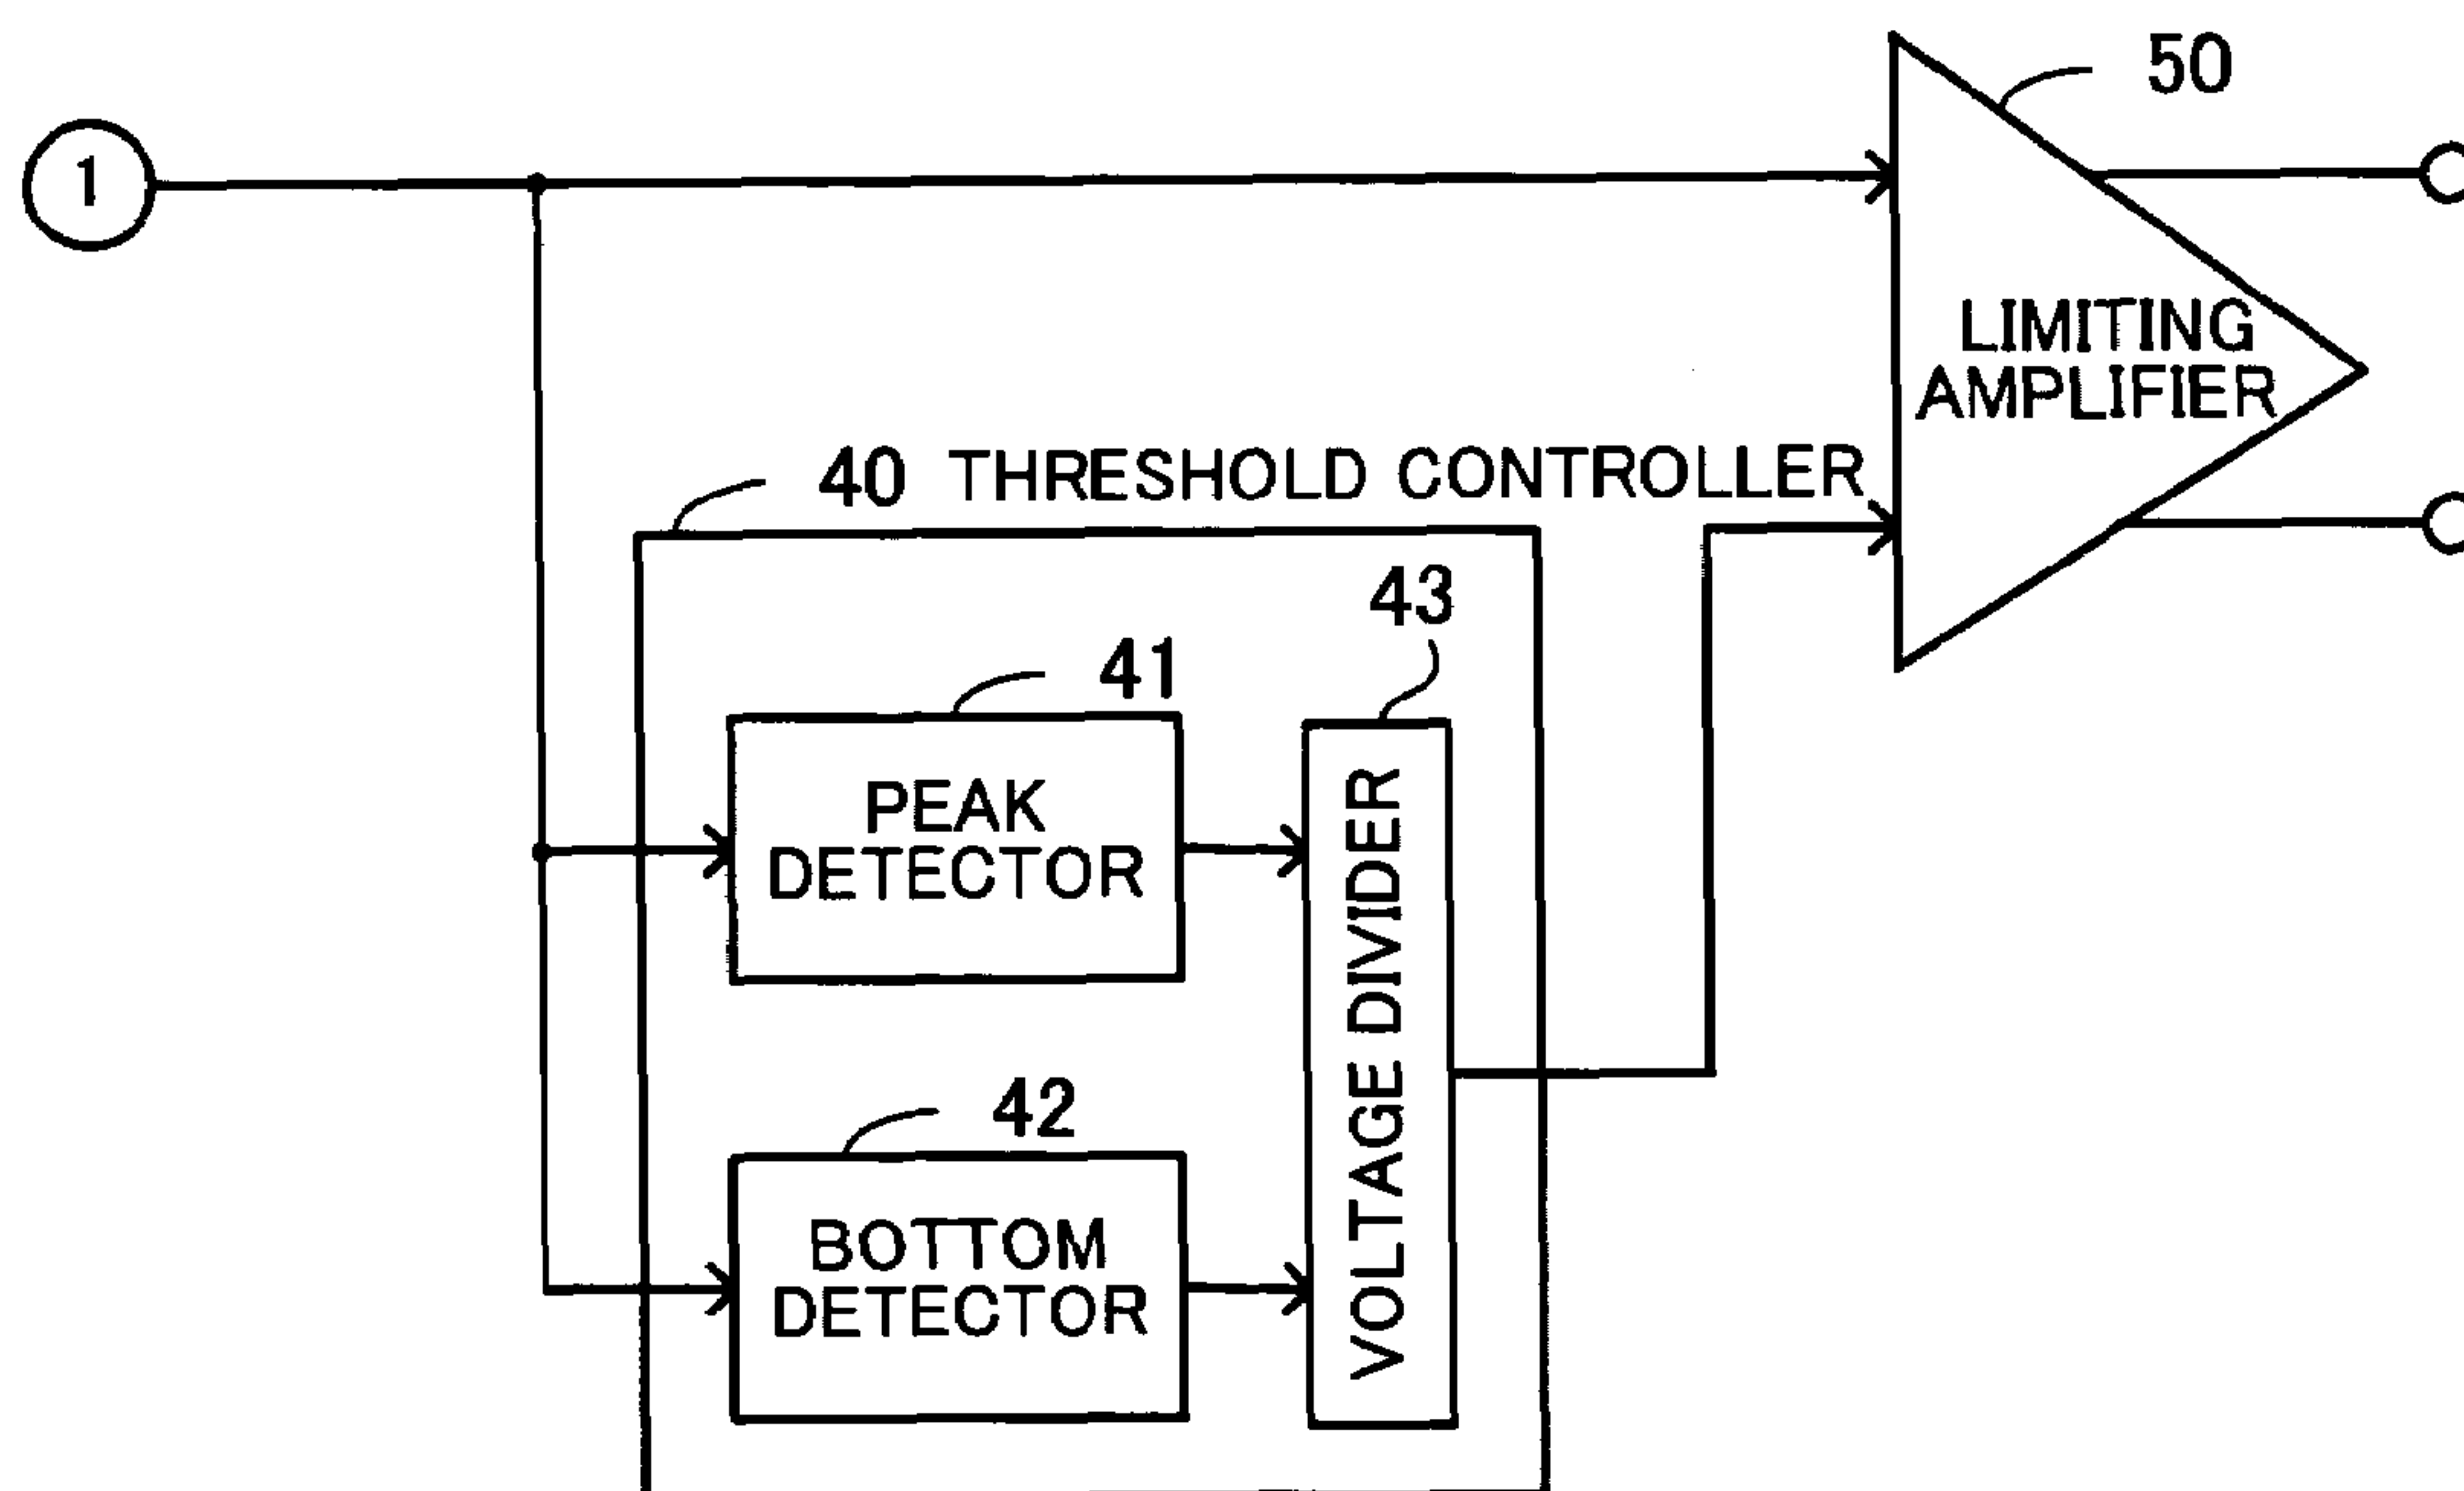 50
1
LIMITING
AMPLIFIER
40 THRESHOLD CONTROLLER
43
41
PEAK
DETECTOR
VOLTAGE DIVIDER
42
BOTTOM
DETECTOR